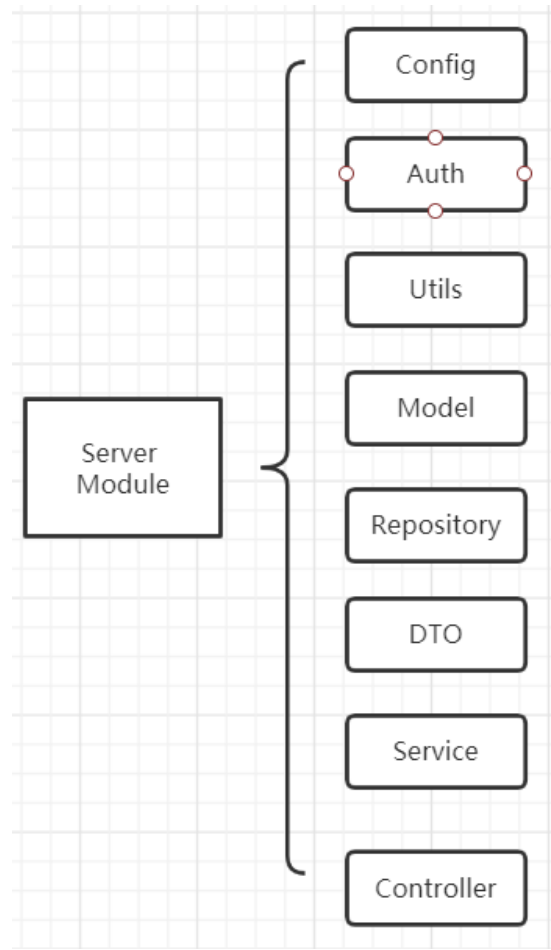 Config
Auth
Utils
Model
Server
Module
Repository
DTO
Service
Controller